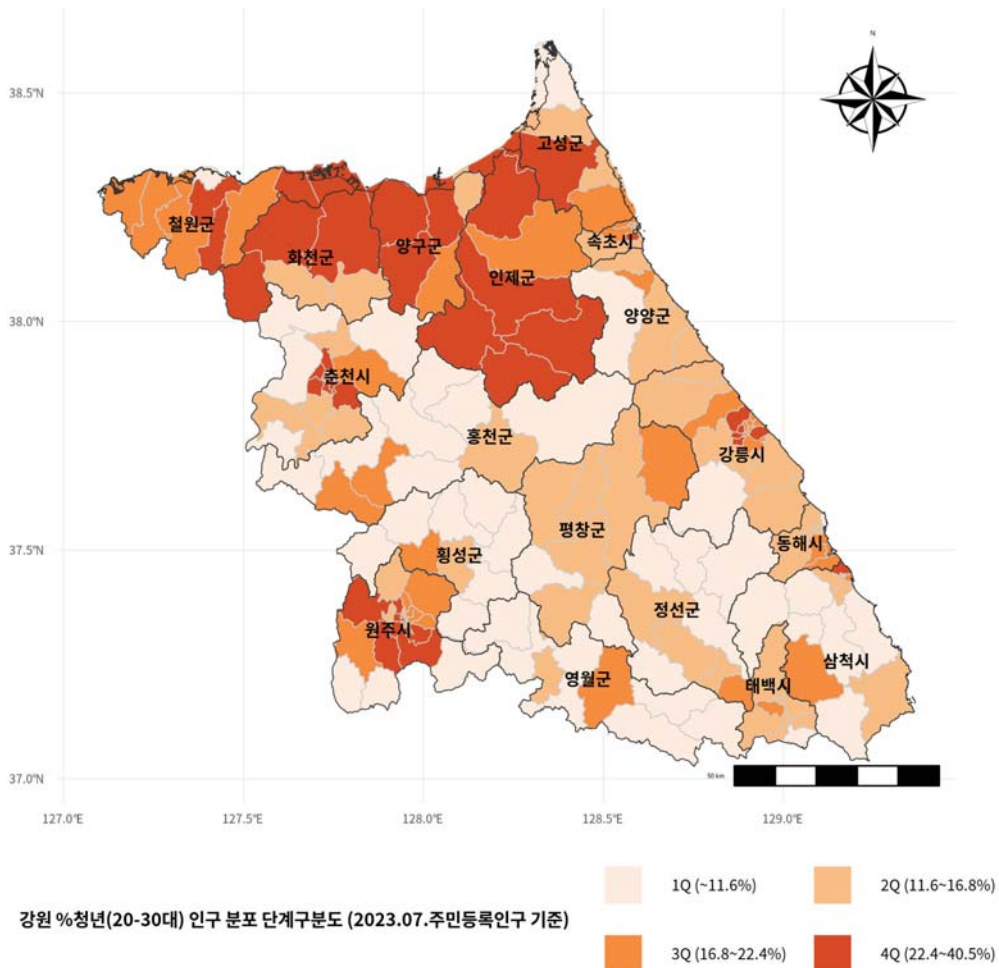 N
38.5°N
고성군
철원군
속초시
화천군
양구군
인제군
38.0°N
양양군
춘천시
홍천군
강릉시
평창군
동해시
37.5°N
횡성군
정선군
원주시
삼척시
영월군
태백시
37.0°N
50 km
127.0°E
127.5°E
128.0°E
128.5°E
129.0°E
1Q (~11.6%)
2Q (11.6~16.8%)
강원 %청년(20-30대) 인구 분포 단계구분도 (2023.07.주민등록인구 기준)
3Q (16.8~22.4%)
4Q (22.4~40.5%)